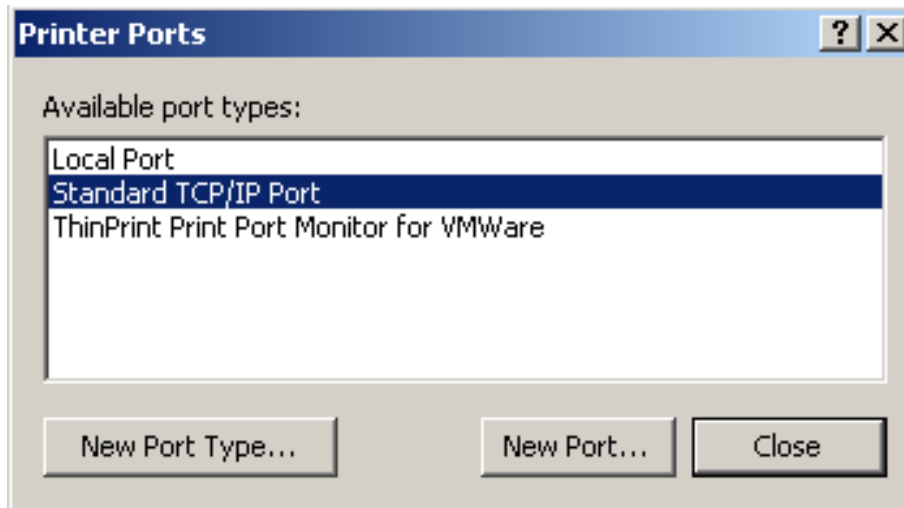 Printer Ports
Available port types:
Local Port
Standard TCP/IP Port
ThinPrint Print Port Monitor for VMWare
New Port Type... New Port... Close